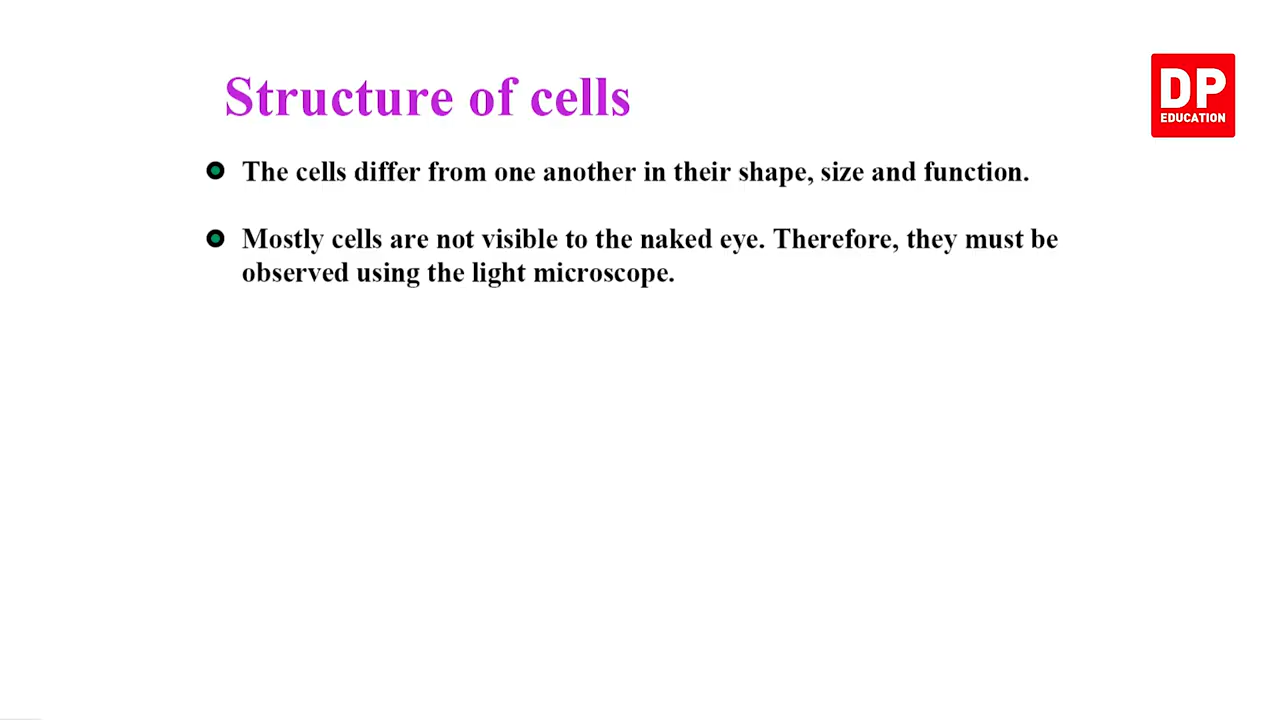 Structure of cells
DP
EDUCATION
The cells differ from one another in their shape, size and function.
Mostly cells are not visible to the naked eye. Therefore, they must be
observed using the light microscope.